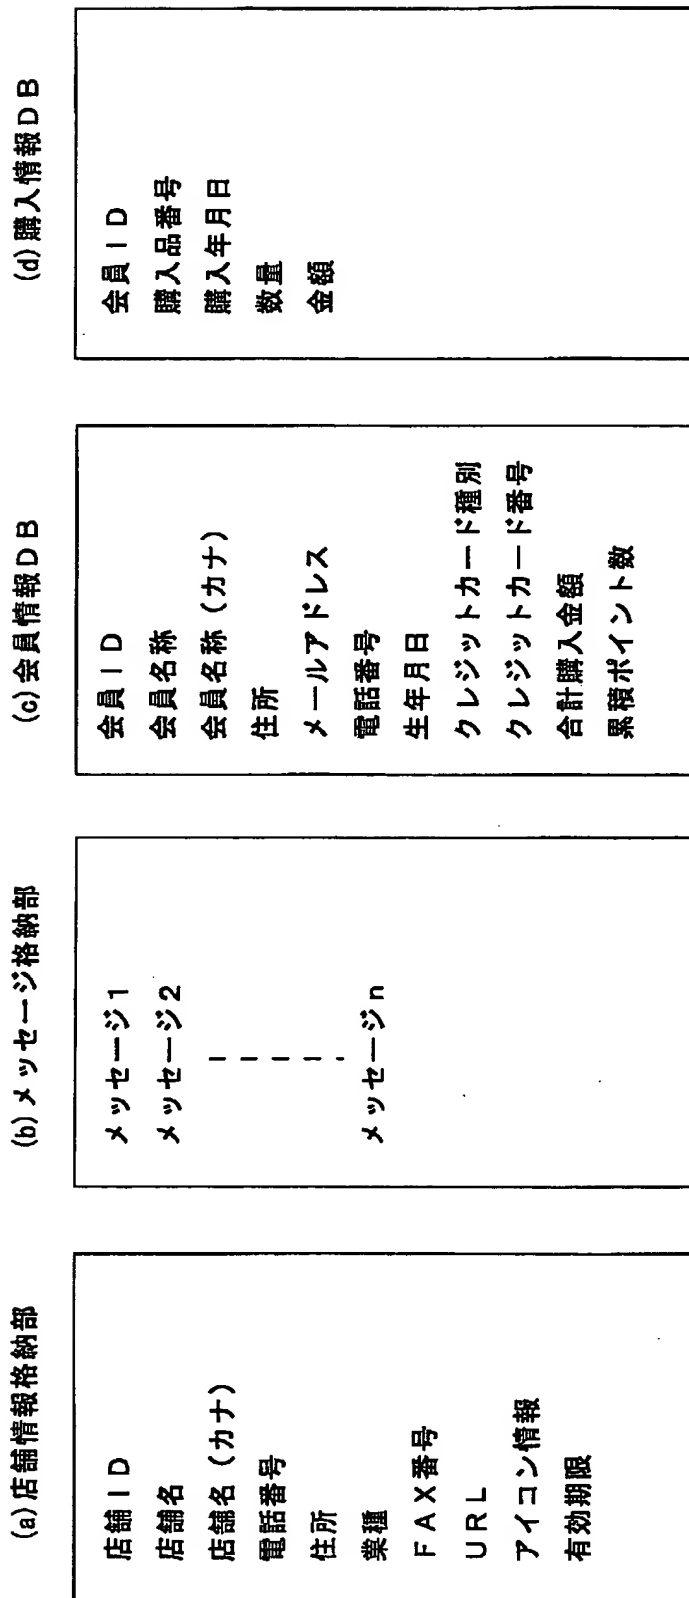 (a) 店舗情報格納部
店舗ID
店舗名
店舗名(カナ)
電話番号
住所
業種
FAX番号
URL
アイコン情報
有効期限
(b) メッセージ格納部
メッセージ1
メッセージ2
メッセージn
(c) 会員情報DB
会員ID
会員名称
会員名称(カナ)
住所
メールアドレス
電話番号
生年月日
クレジットカード種別
クレジットカード番号
合計購入金額
累積ポイント数
(d) 購入情報DB
会員ID
購入品番号
購入年月日
数量
金額